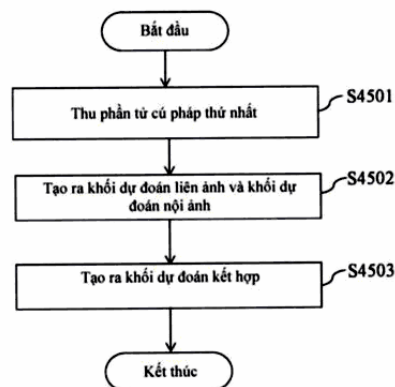 Bắt đầu
Thu phần tử cú pháp thứ nhất
S4501
Tạo ra khối dự đoán liên ảnh và khối dự
đoán nội ảnh
S4502
Tạo ra khối dự đoán kết hợp
S4503
Kết thúc